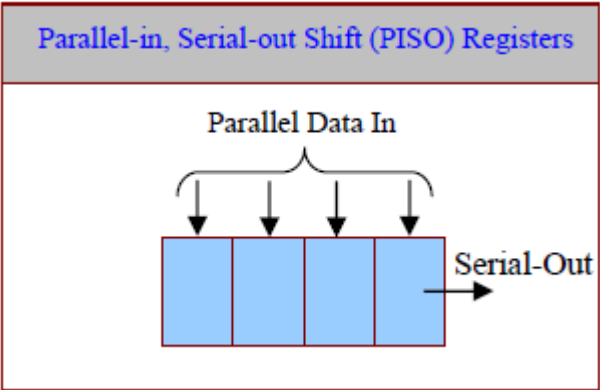 Parallel-in, Serial-out Shift (PISO) Registers
Parallel Data In
Serial-Out